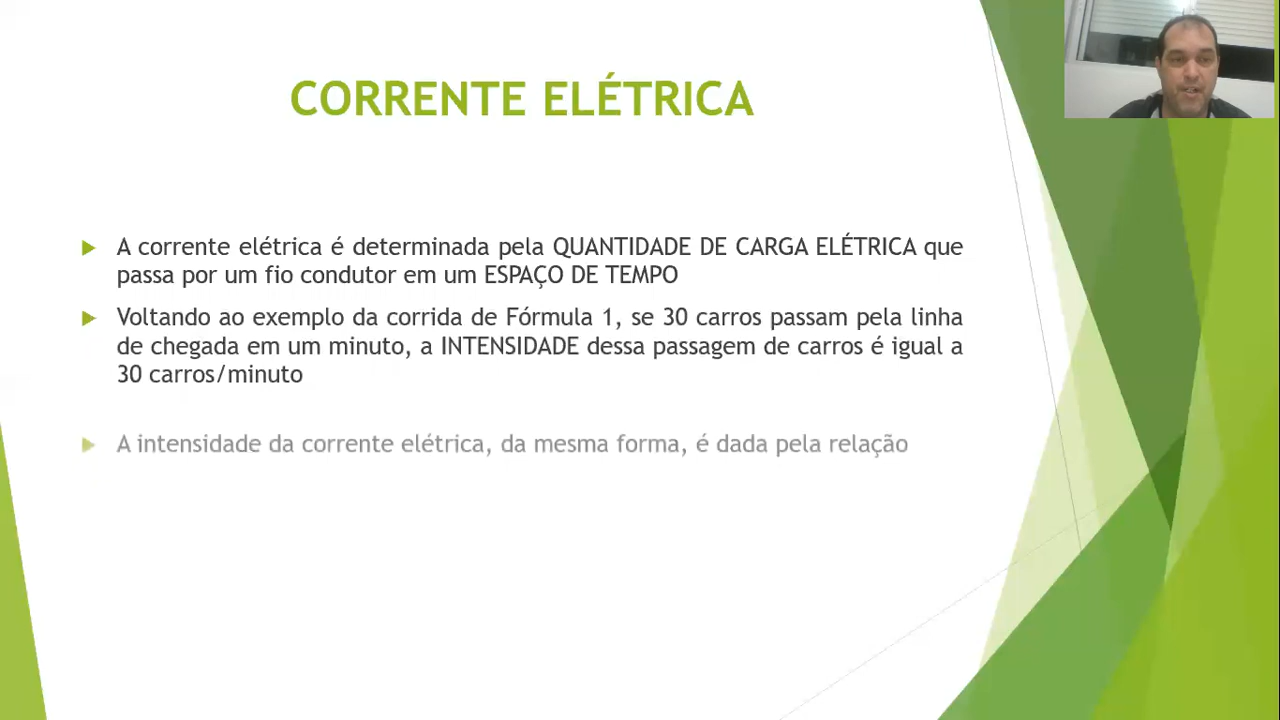 CORRENTE ELÉTRICA
A corrente elétrica é determinada pela QUANTIDADE DE CARGA ELÉTRICA que
passa por um fio condutor em um ESPAÇO DE TEMPO
Voltando ao exemplo da corrida de Fórmula 1, se 30 carros passam pela linha
de chegada em um minuto, a INTENSIDADE dessa passagem de carros é igual a
30 carros/minuto
A intensidade da corrente elétrica, da mesma forma, é dada pela relação